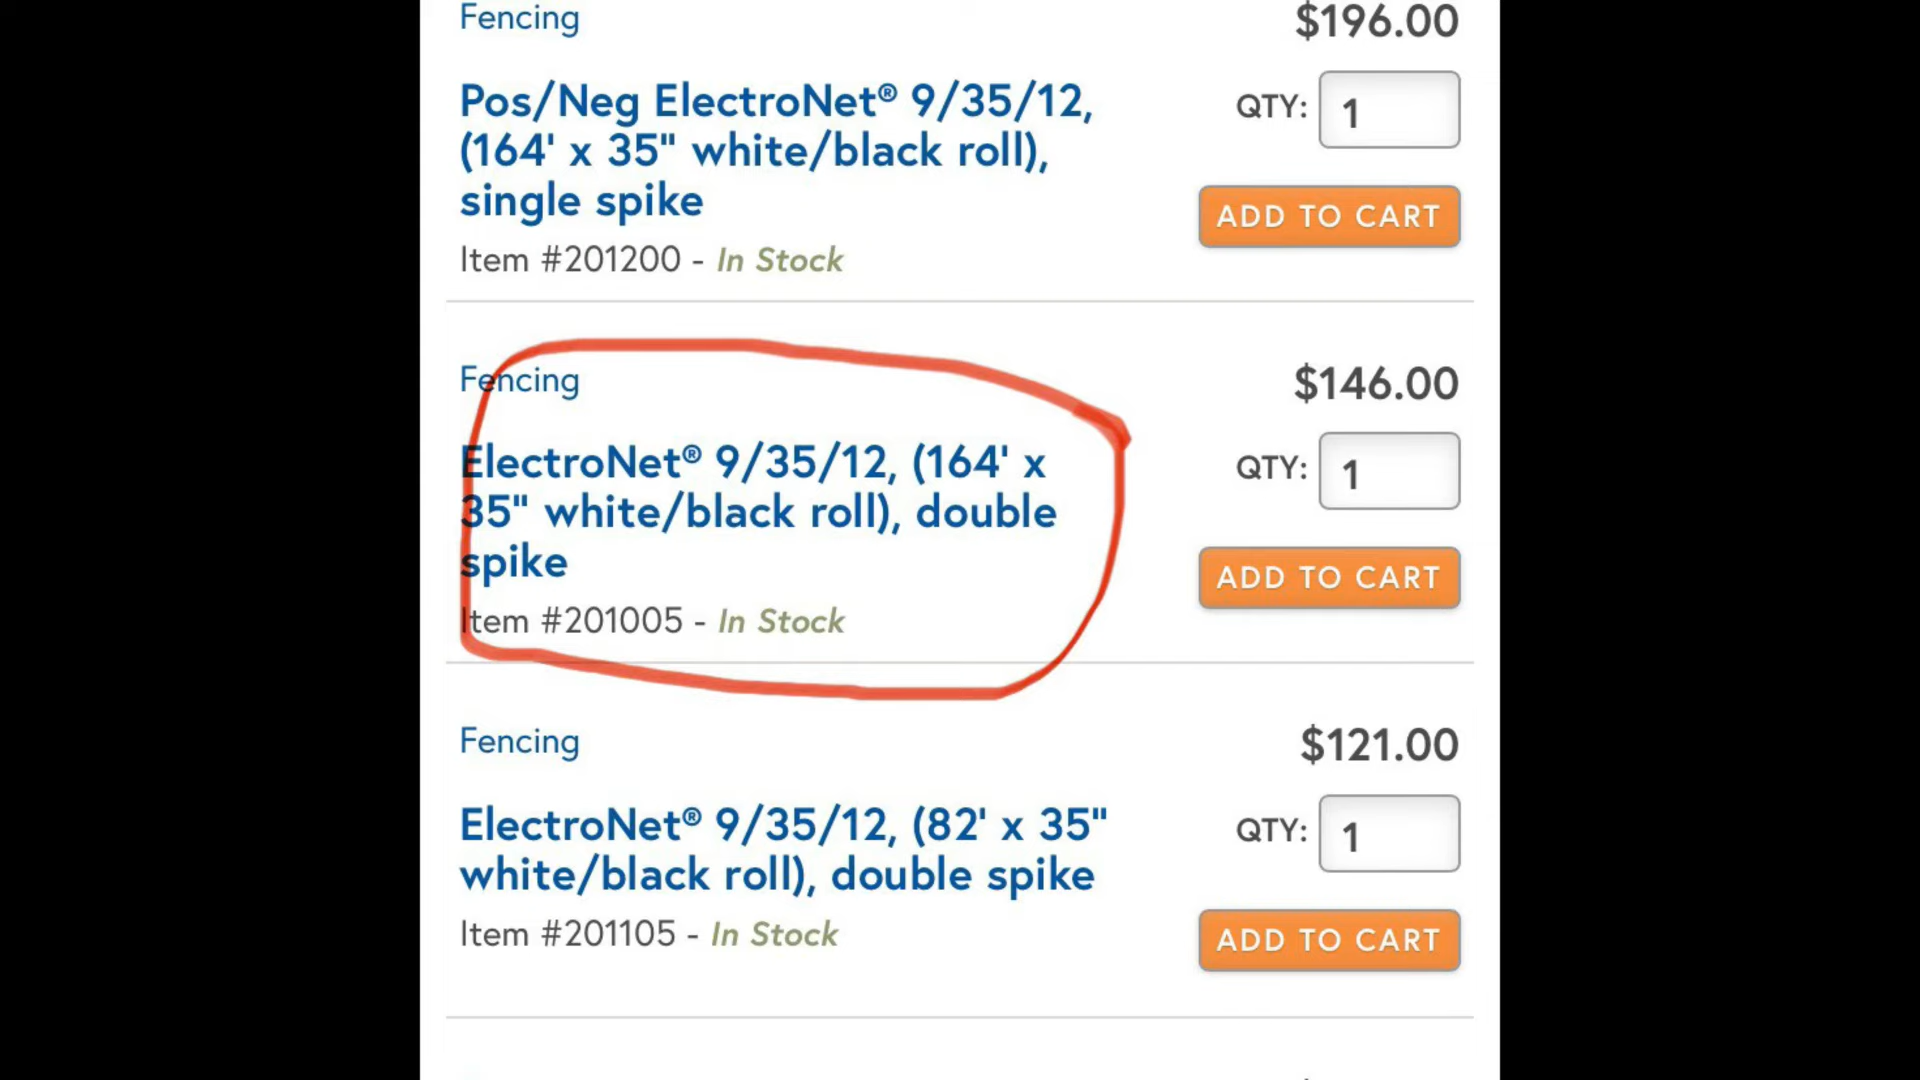 Fencing
$196.00
Pos/Neg ElectroNet® 9/35/12,
(164' x 35" white/black roll),
single spike
QTY: 1
ADD TO CART
Item #201200 - In Stock
Fencing
$146.00
ElectroNet® 9/35/12, (164' x
35" white/black roll), double
spike
QTY: 1
ADD TO CART
Item #201005 - In Stock
Fencing
$121.00
ElectroNet® 9/35/12, (82' x 35"
white/black roll), double spike
QTY: 1
ADD TO CART
Item #201105 - In Stock